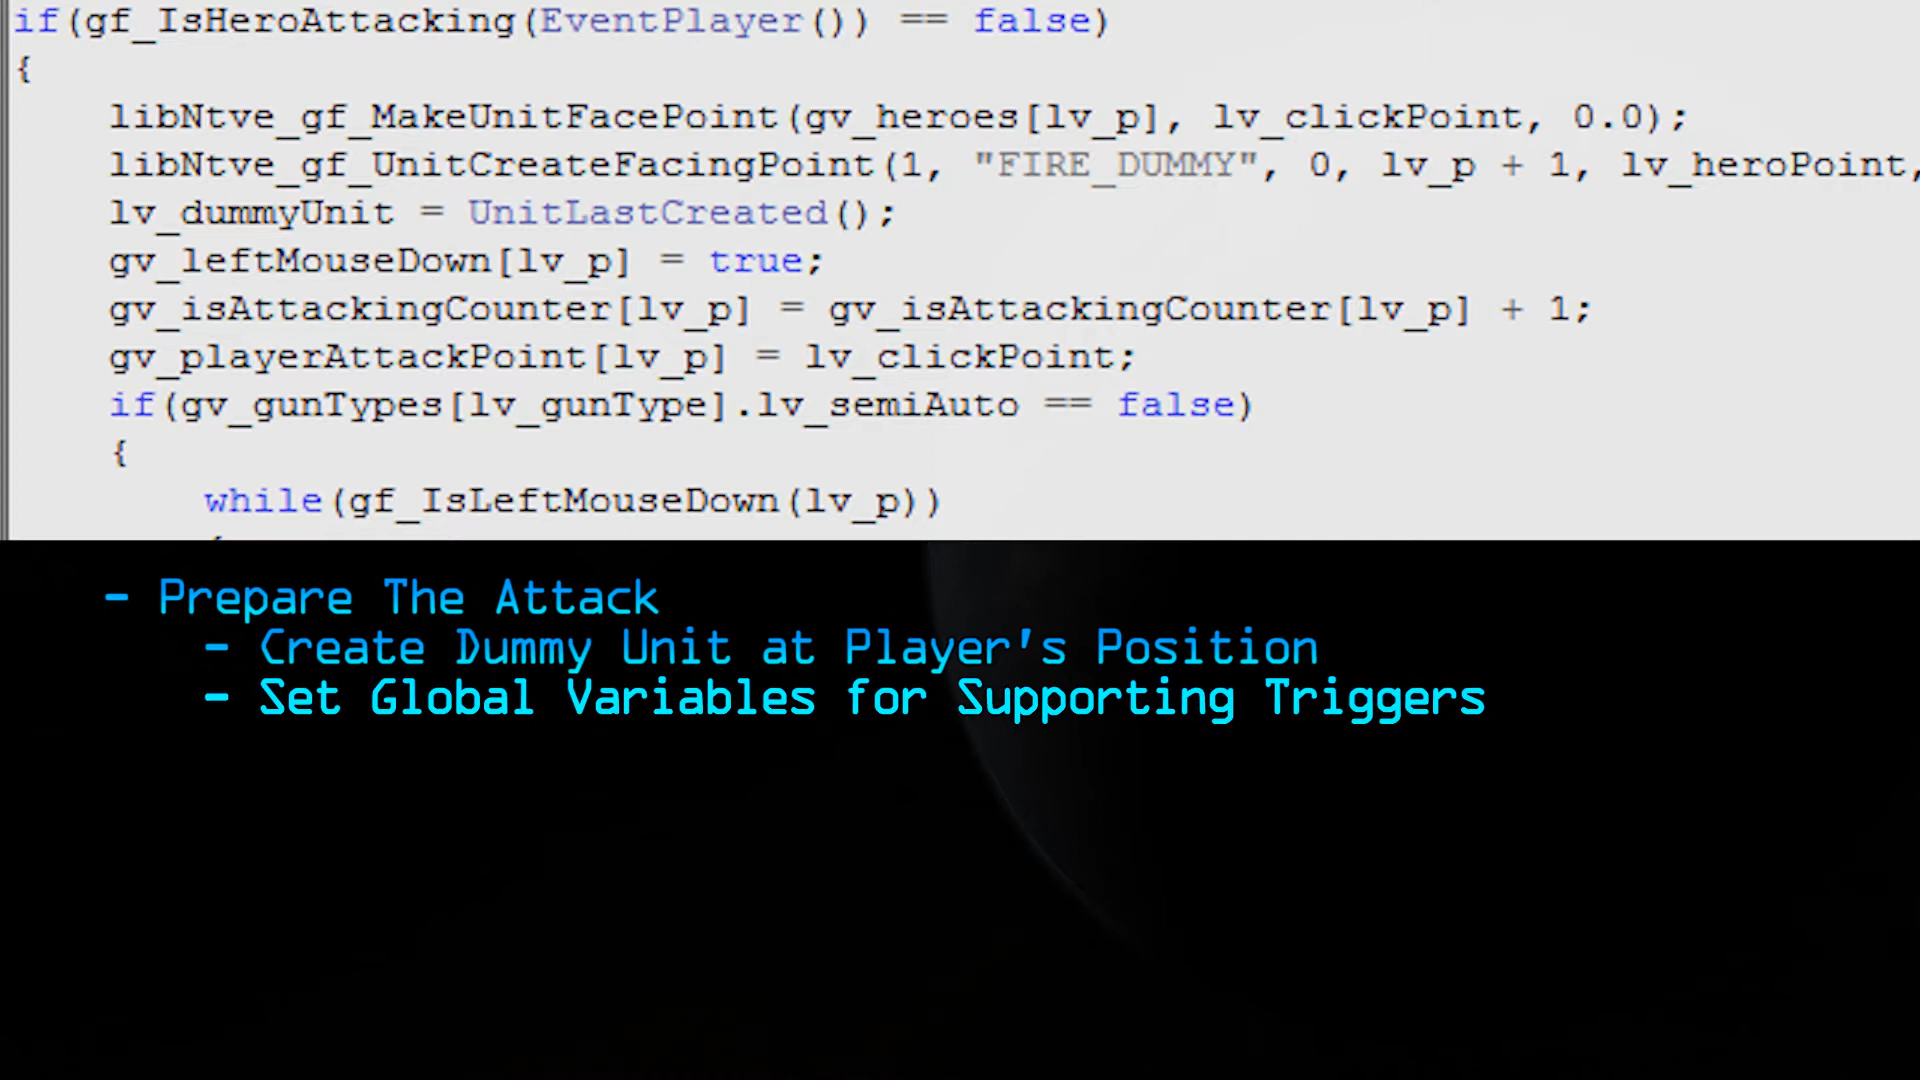 if(gf_IsHeroAttacking(EventPlayer()) == false)
{
    libNtve_gf_MakeUnitFacePoint(gv_heroes[lv_p], lv_clickPoint, 0.0);
    libNtve_gf_UnitCreateFacingPoint(1, "FIRE_DUMMY", 0, lv_p + 1, lv_heroPoint,
    lv_dummyUnit = UnitLastCreated();
    gv_leftMouseDown[lv_p] = true;
    gv_isAttackingCounter[lv_p] = gv_isAttackingCounter[lv_p] + 1;
    gv_playerAttackPoint[lv_p] = lv_clickPoint;
    if(gv_gunTypes[lv_gunType].lv_semiAuto == false)
    {
        while(gf_IsLeftMouseDown(lv_p))
- Prepare The Attack
    - Create Dummy Unit at Player's Position
    - Set Global Variables for Supporting Triggers